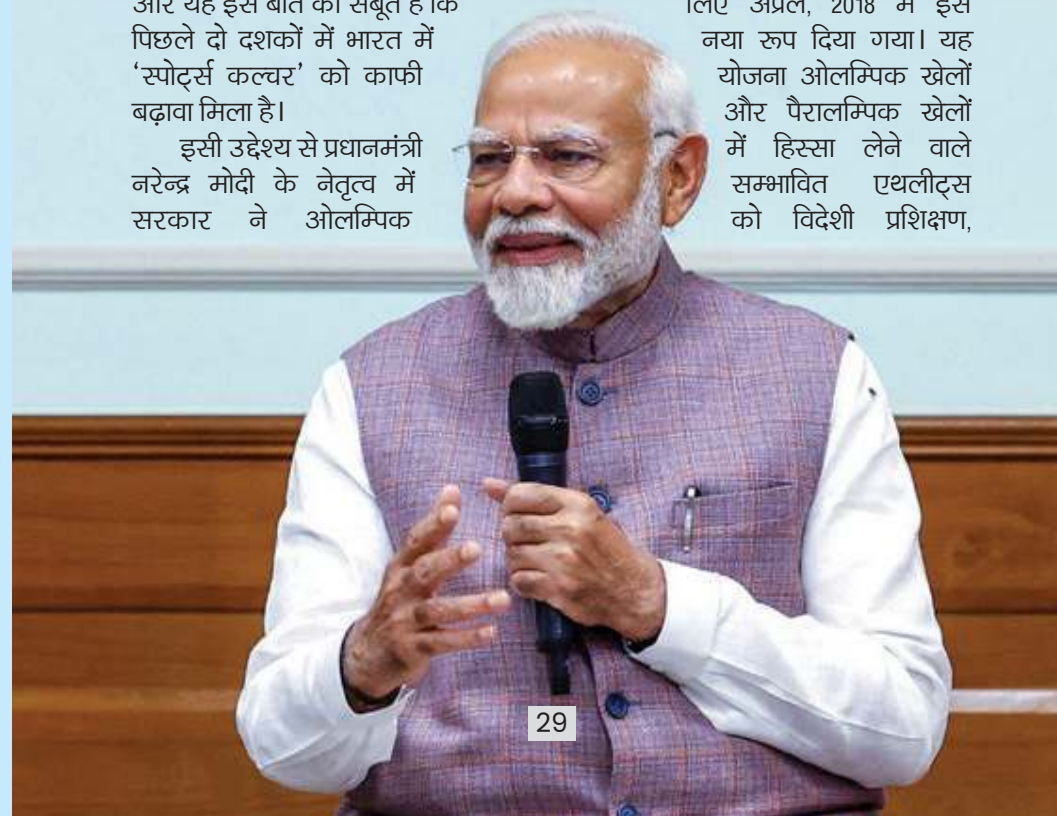 और यह इस बात का सबूत है कि
पिछले दो दशकों में भारत में
‘स्पोर्ट्स कल्चर’ को काफी
बढ़ावा मिला है।
इसी उद्देश्य से प्रधानमंत्री
नरेन्द्र मोदी के नेतृत्व में
सरकार ने ओलम्पिक
लिए अप्रैल, 2018 में इसे
नया रूप दिया गया। यह
योजना ओलम्पिक खेलों
और पैरालम्पिक खेलों
में हिस्सा लेने वाले
सम्भावित एथलीट्स
को विदेशी प्रशिक्षण,
29